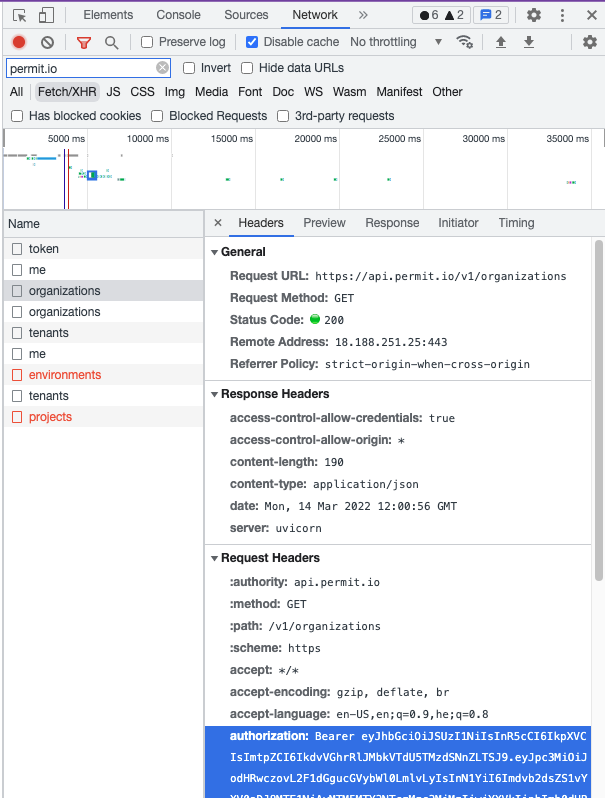 Elements Console Sources Network » 6 2 2
Preserve log Disable cache No throttling
permit.io Invert Hide data URLs
All Fetch/XHR JS CSS Img Media Font Doc WS Wasm Manifest Other
Has blocked cookies Blocked Requests 3rd-party requests
5000 ms 10000 ms 15000 ms 20000 ms 25000 ms 30000 ms 35000 ms
Name
token
me
organizations
organizations
tenants
me
environments
tenants
projects
× Headers Preview Response Initiator Timing
General
Request URL: https://api.permit.io/v1/organizations
Request Method: GET
Status Code: 200
Remote Address: 18.188.251.25:443
Referrer Policy: strict-origin-when-cross-origin
Response Headers
access-control-allow-credentials: true
access-control-allow-origin: *
content-length: 190
content-type: application/json
date: Mon, 14 Mar 2022 12:00:56 GMT
server: uvicorn
Request Headers
:authority: api.permit.io
:method: GET
:path: /v1/organizations
:scheme: https
accept: */*
accept-encoding: gzip, deflate, br
accept-language: en-US,en;q=0.9,he;q=0.8
authorization: Bearer eyJhbGciOiJSUzI1NiIsInR5cCI6IkpXVC
IsImtpZCI6IkdvVGhrRlJMbkVTdU5TMzdSNnZLTSJ9.eyJpc3MiOiJ
odHRwczovL2F1dGgucGVybWl0LmlvLyIsInN1YiI6Imdvb2dsZS1vY